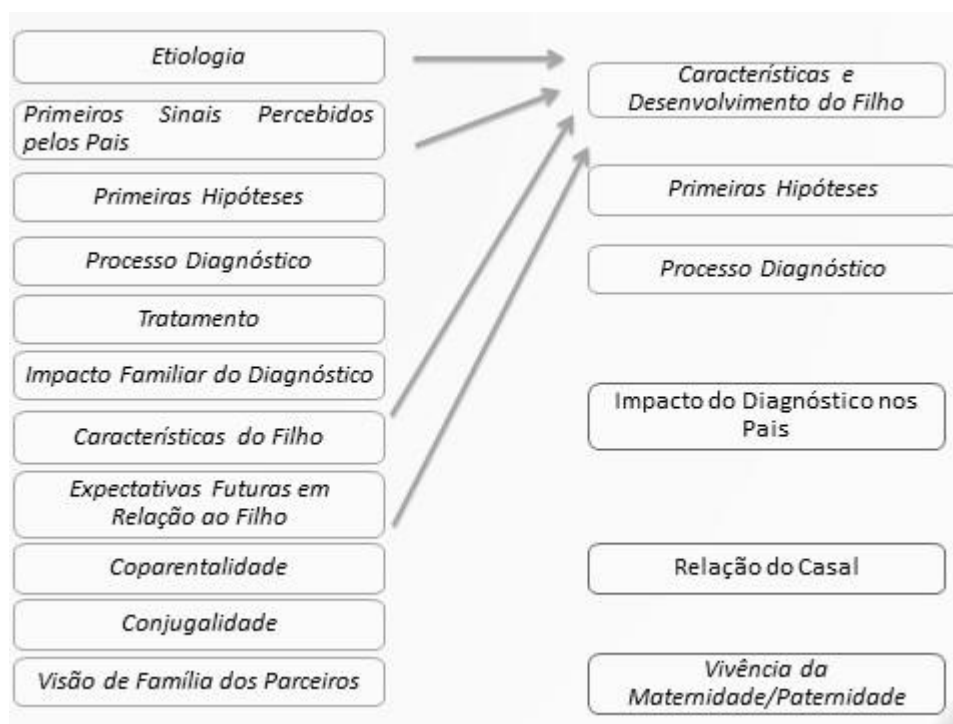 Etiologia
Primeiros Sinais Percebidos
pelos Pais
Primeiras Hipóteses
Processo Diagnóstico
Tratamento
Impacto Familiar do Diagnóstico
Características do Filho
Expectativas Futuras em
Relação ao Filho
Coparentalidade
Conjugalidade
Visão de Família dos Parceiros
Características e
Desenvolvimento do Filho
Primeiras Hipóteses
Processo Diagnóstico
Impacto do Diagnóstico nos
Pais
Relação do Casal
Vivência da
Maternidade/Paternidade